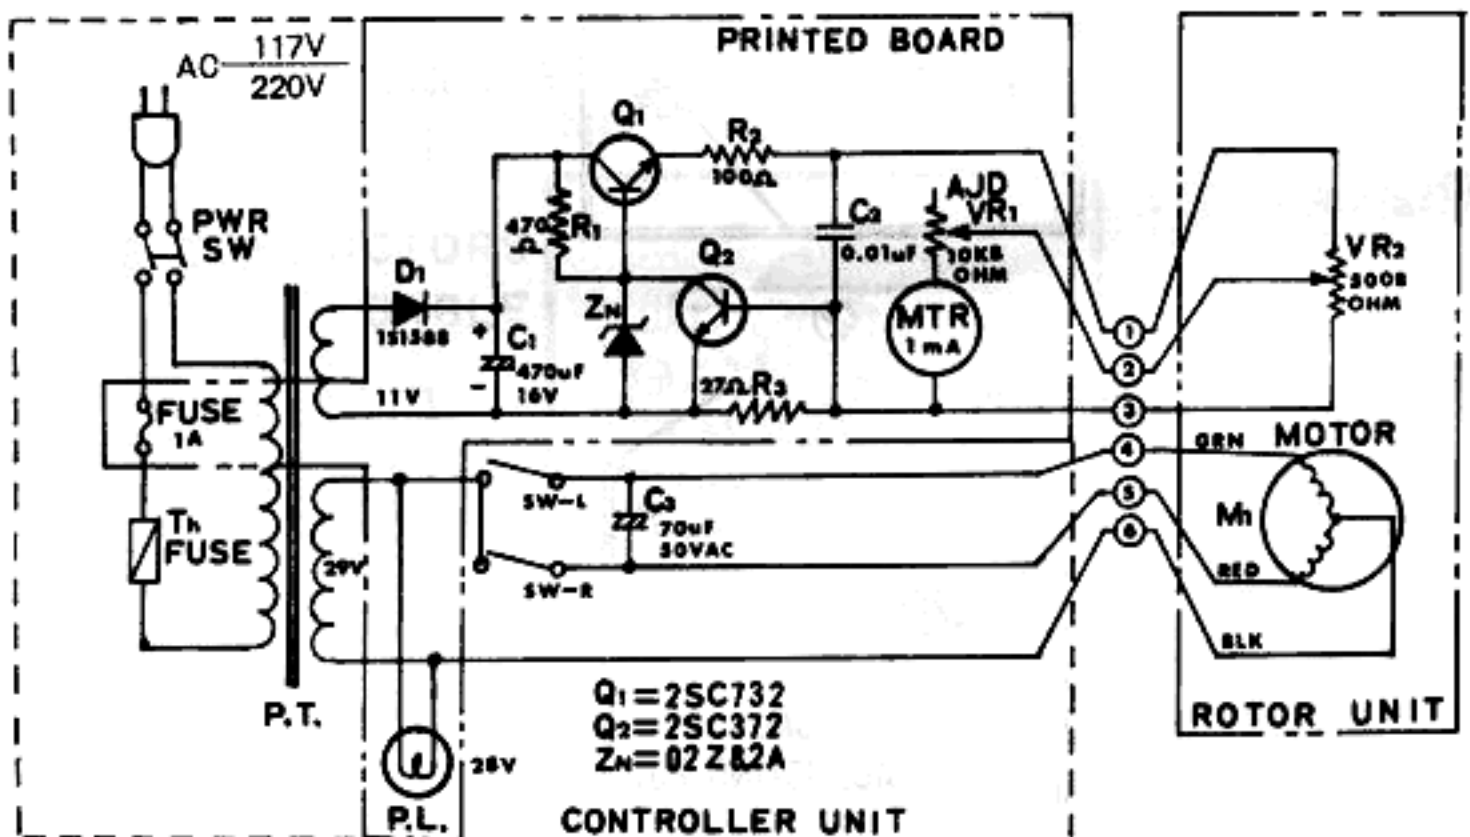 AC 117V
220V
PRINTED BOARD
PWR
SW
FUSE
1A
Th
FUSE
P.T.
11V
29V
D1
1S1588
+
C1
470uF
16V
-
470
Ω
R1
Q1
R2
100Ω
ZN
Q2
27Ω R3
C2
0.01uF
AJD
VR1
10KB
OHM
MTR
1mA
1
2
3
4
5
6
VR2
500B
OHM
SW-L
C3
70uF
50VAC
SW-R
GRN
MOTOR
M
RED
BLK
ROTOR UNIT
Q1=2SC732
Q2=2SC372
ZN=02Z8.2A
28V
P.L.
CONTROLLER UNIT